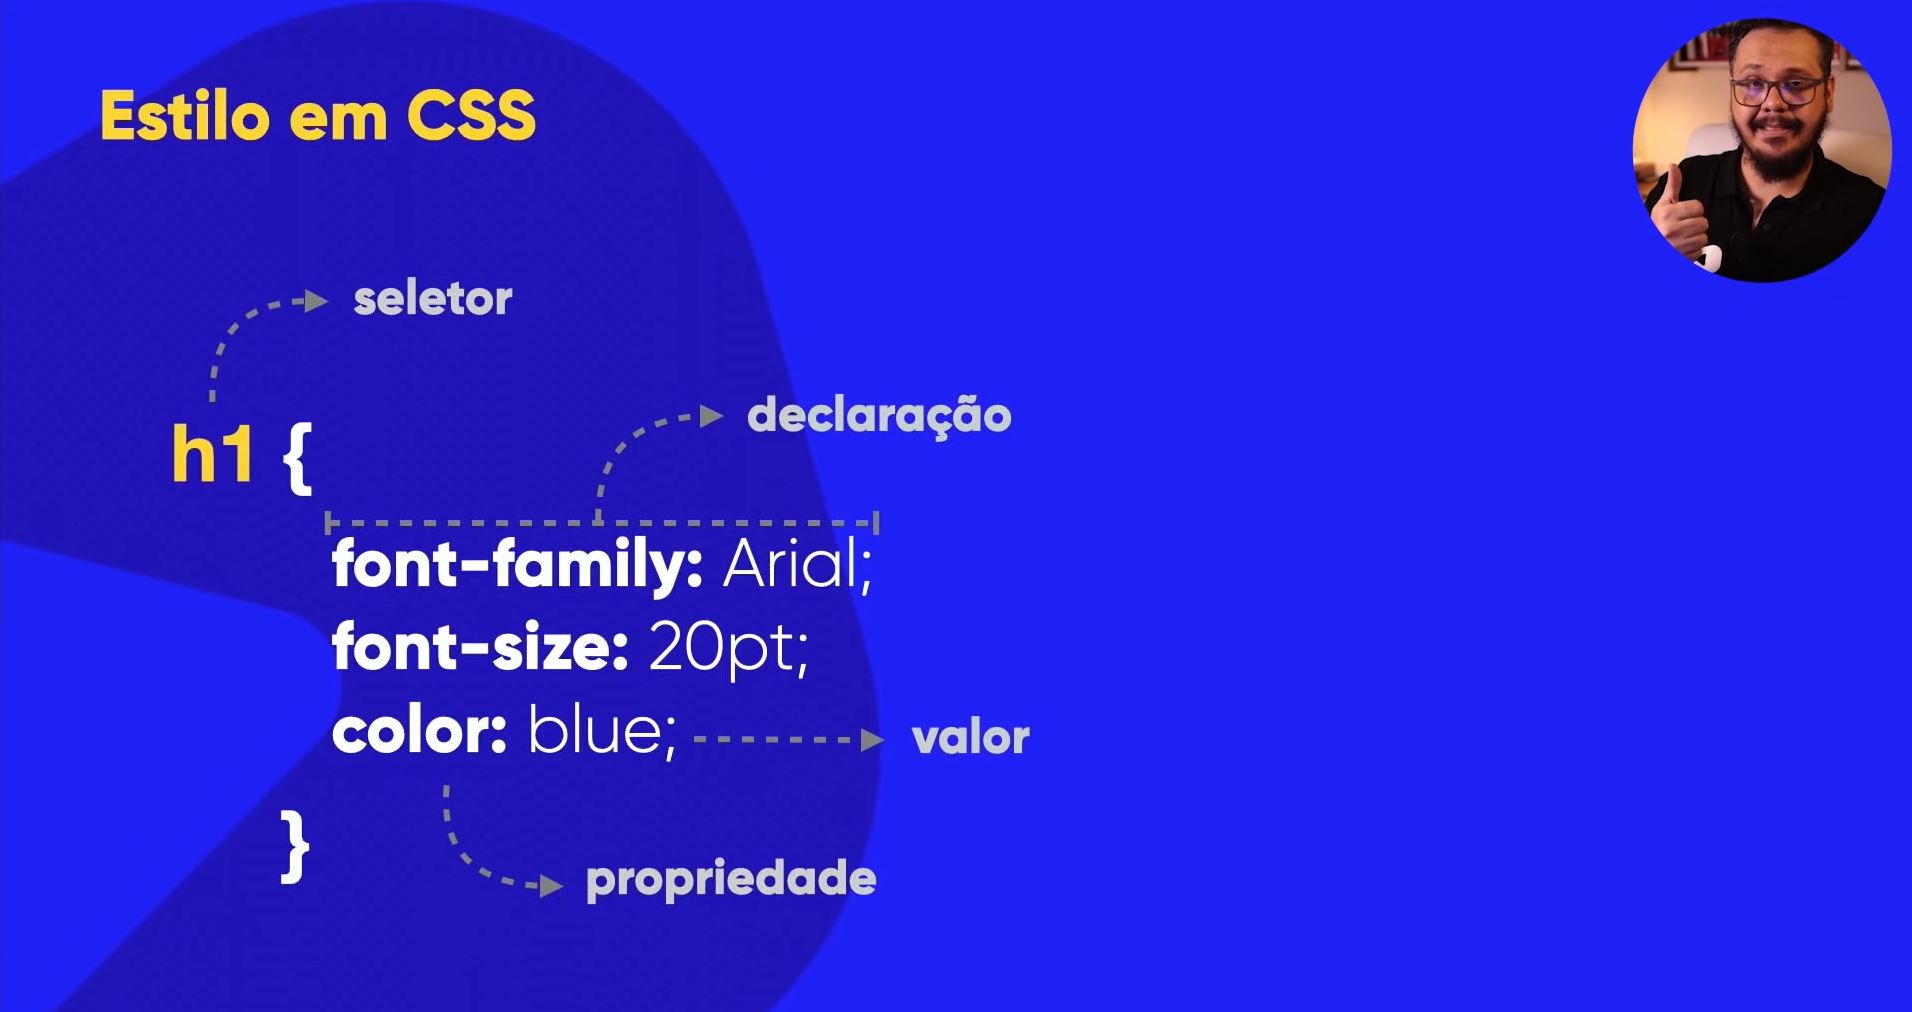 Estilo em CSS
seletor
declaração
h1 {
font-family: Arial;
font-size: 20pt;
color: blue;
valor
}
propriedade